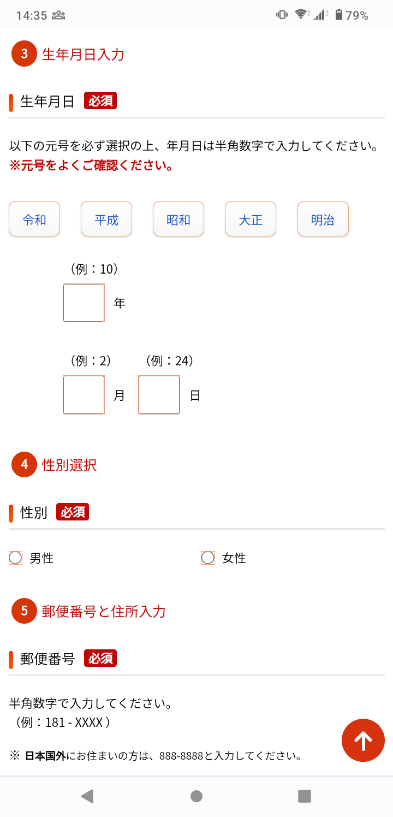 14:35
79%
3 生年月日入力
生年月日 必須
以下の元号を必ず選択の上、年月日は半角数字で入力してください。
※元号をよくご確認ください。
令和 平成 昭和 大正 明治
（例：10）
年
（例：2） （例：24）
月 日
4 性別選択
性別 必須
男性 女性
5 郵便番号と住所入力
郵便番号 必須
半角数字で入力してください。
（例：181 - XXXX ）
※ 日本国外にお住まいの方は、888-8888と入力してください。